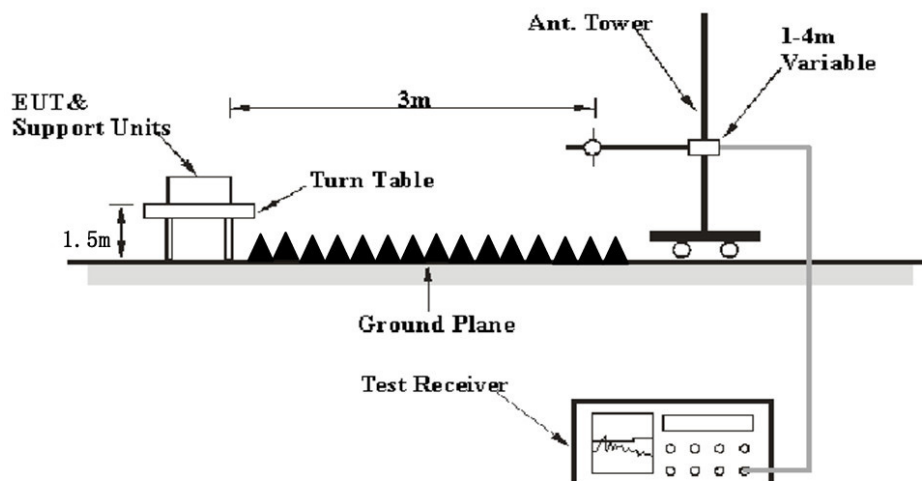 Ant. Tower
1-4m
Variable
3m
EUT&
Support Units
Turn Table
1.5m
Ground Plane
Test Receiver